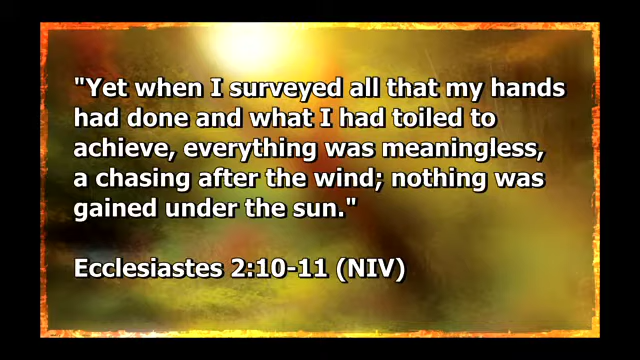 "Yet when I surveyed all that my hands
had done and what I had toiled to
achieve, everything was meaningless,
a chasing after the wind; nothing was
gained under the sun."
Ecclesiastes 2:10-11 (NIV)